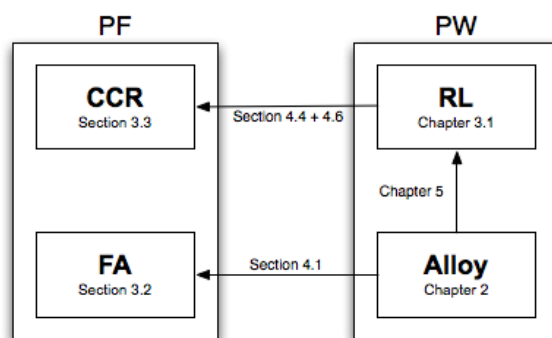 PF
PW
CCR
Section 3.3
Section 4.4 + 4.6
RL
Chapter 3.1
Chapter 5
FA
Section 3.2
Section 4.1
Alloy
Chapter 2